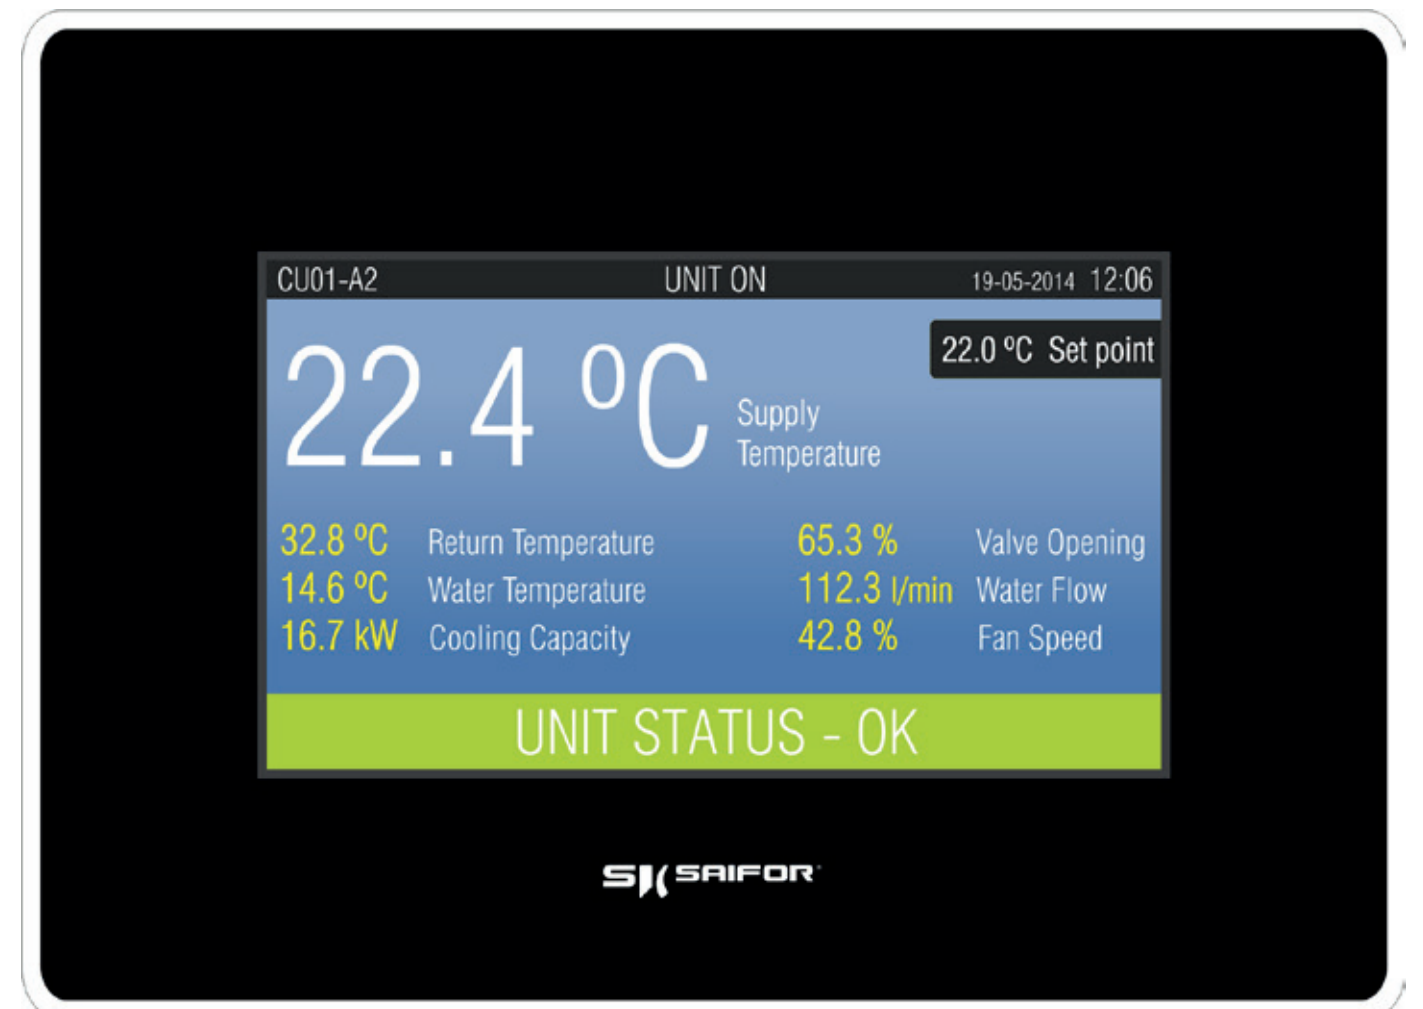 CU01-A2 UNIT ON 19-05-2014 12:06
22.0 ºC Set point
22.4 ºC Supply
Temperature
32.8 ºC Return Temperature 65.3 % Valve Opening
14.6 ºC Water Temperature 112.3 l/min Water Flow
16.7 kW Cooling Capacity 42.8 % Fan Speed
UNIT STATUS - OK
SK SAIFOR